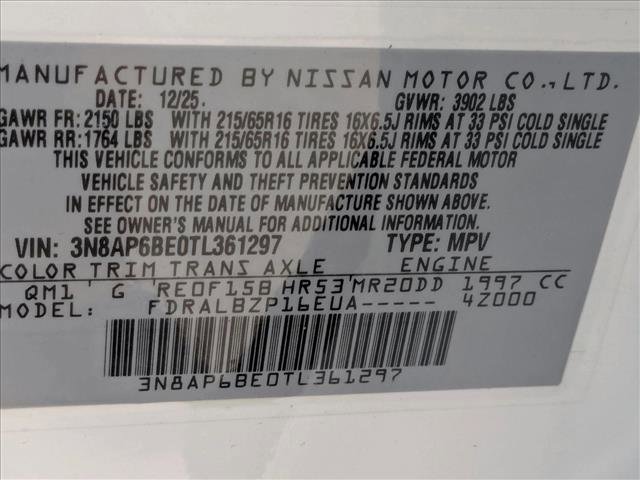 MANUFACTURED BY NISSAN MOTOR CO., LTD.
DATE: 12/25. GVWR: 3902 LBS
GAWR FR: 2150 LBS WITH 215/65R16 TIRES 16X6.5J RIMS AT 33 PSI COLD SINGLE
GAWR RR: 1764 LBS WITH 215/65R16 TIRES 16X6.5J RIMS AT 33 PSI COLD SINGLE
THIS VEHICLE CONFORMS TO ALL APPLICABLE FEDERAL MOTOR
VEHICLE SAFETY AND THEFT PREVENTION STANDARDS
IN EFFECT ON THE DATE OF MANUFACTURE SHOWN ABOVE.
SEE OWNER'S MANUAL FOR ADDITIONAL INFORMATION.
VIN: 3N8AP6BE0TL361297 TYPE: MPV
COLOR TRIM TRANS AXLE ENGINE
QM1 G RE0F15B HR53 MR20DD 1997 CC
MODEL: FDRALBZP16EUA----- 4Z000
3N8AP6BE0TL361297